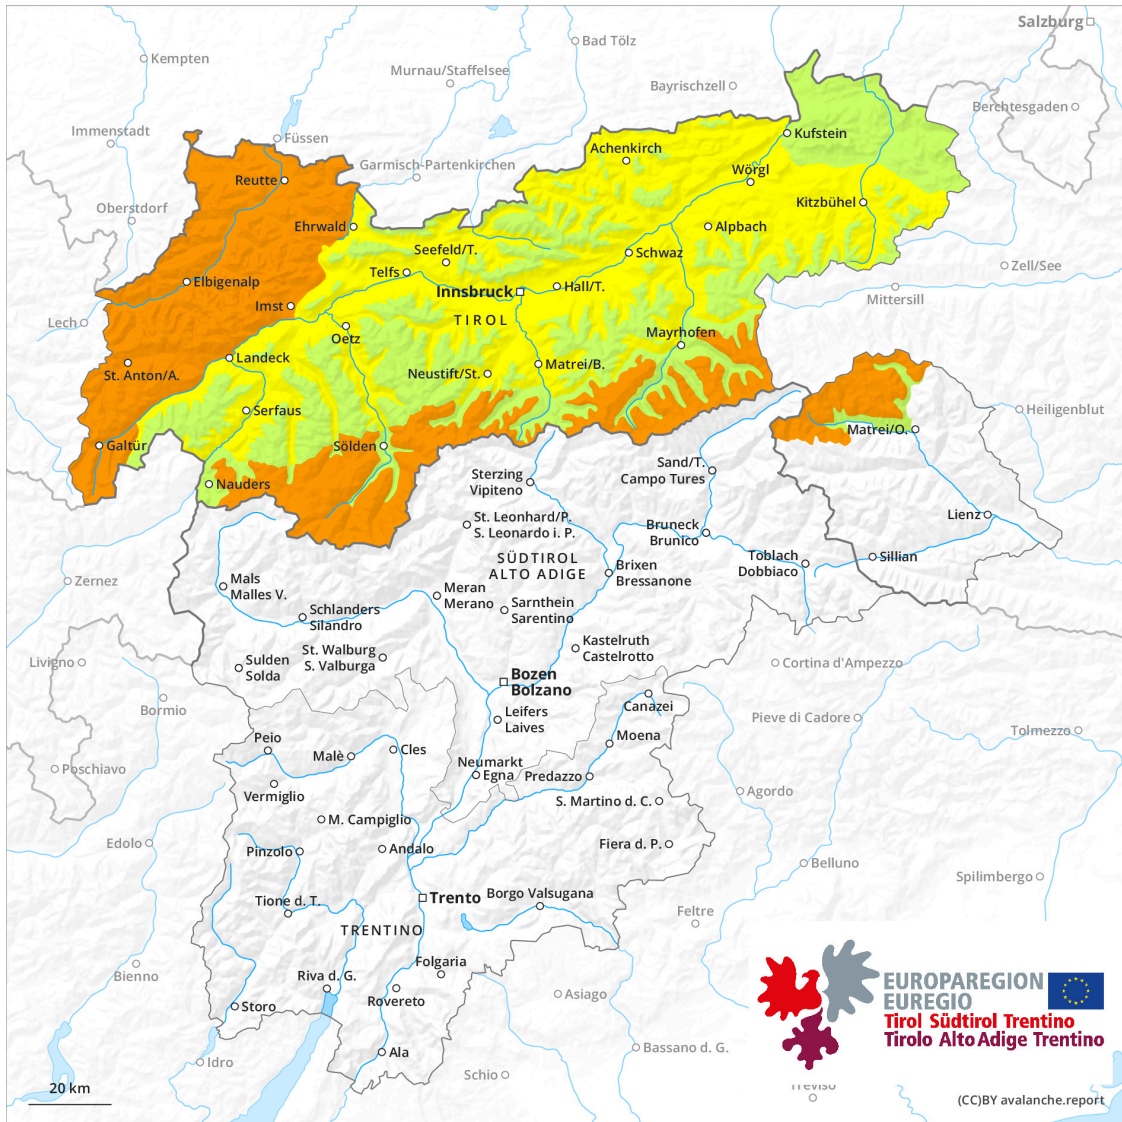 Salzburg
Bad Tölz
Kempten
Murnau/Staffelsee
Bayrischzell
Berchtesgaden
Immenstadt
Füssen
Kufstein
Achenkirch
Garmisch-Partenkirchen
Wörgl
Reutte
Kitzbühel
Oberstdorf
Ehrwald
Alpbach
Seefeld/T.
Schwaz
Telfs
Zell/See
Elbigenalp
Innsbruck
Hall/T.
Mittersill
Imst
TIROL
Lech
Oetz
Mayrhofen
Landeck
Matrei/B.
St. Anton/A.
Neustift/St.
Serfaus
Heiligenblut
Matrei/O.
Galtür
Sölden
Nauders
Sterzing
Vipiteno
Sand/T.
Campo Tures
St. Leonhard/P.
S. Leonardo i. P.
Lienz
Bruneck
Brunico
SÜDTIROL
ALTO ADIGE
Toblach
Dobbiaco
Sillian
Brixen
Bressanone
Zernez
Mals
Malles V.
Meran
Merano
Sarnthein
Sarentino
Schlanders
Silandro
Kastelruth
Castelrotto
St. Walburg
S. Valburga
Livigno
Sulden
Solda
Cortina d'Ampezzo
Bozen
Bolzano
Bormio
Canazei
Leifers
Laives
Pieve di Cadore
Tolmezzo
Peio
Moena
Malè
Cles
Neumarkt
Egna
Predazzo
Poschiavo
Vermiglio
Agordo
S. Martino d. C.
M. Campiglio
Edolo
Pinzolo
Andalo
Fiera d. P.
Belluno
Spilimbergo
Trento
Borgo Valsugana
Tione d. T.
Feltre
TRENTINO
Folgaria
Bienno
Riva d. G.
Rovereto
Asiago
Storo
EUROPAREGION
EUREGIO
Tirol Südtirol Trentino
Tirolo Alto Adige Trentino
Bassano d. G.
Ala
Idro
Schio
Treviso
20 km
(CC)BY avalanche.report